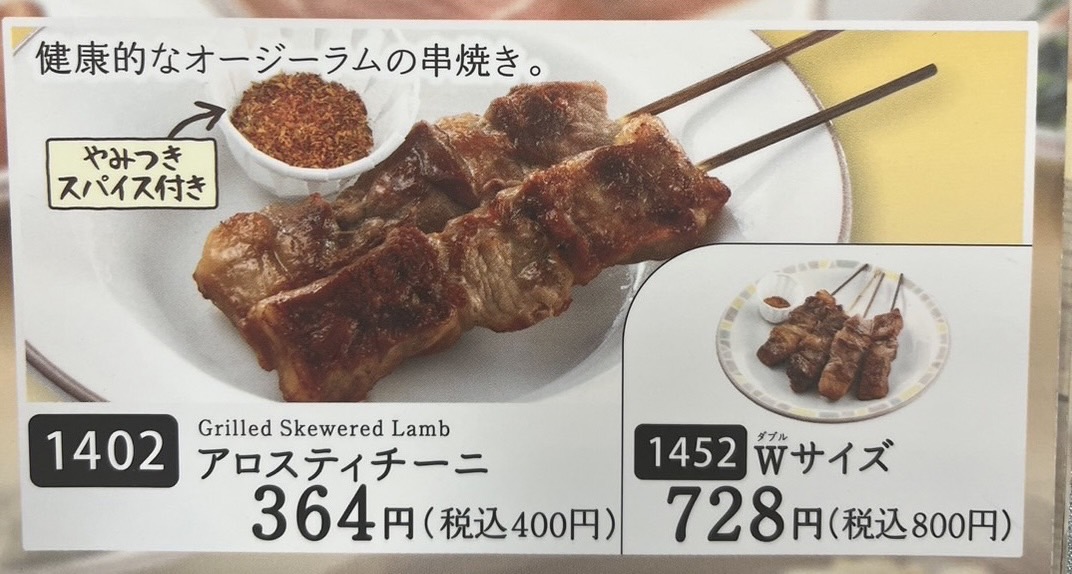 健康的なオージーラムの串焼き。
やみつき
スパイス付き
1402
Grilled Skewered Lamb
アロスティチーニ
364円(税込400円)
1452
ダブル
Wサイズ
728円(税込800円)